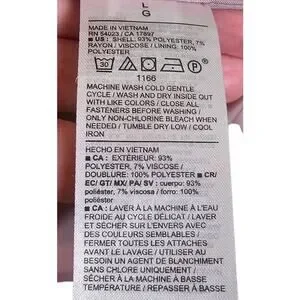 L
G
MADE IN VIETNAM
RN 54023 / CA 17897
■ US : SHELL: 93% POLYESTER, 7%
RAYON / VISCOSE / LINING: 100%
POLYESTER
30
1166
MACHINE WASH COLD GENTLE
CYCLE / WASH AND DRY INSIDE OUT
WITH LIKE COLORS / CLOSE ALL
FASTENERS BEFORE WASHING /
ONLY NON-CHLORINE BLEACH WHEN
NEEDED / TUMBLE DRY LOW / COOL
IRON
HECHO EN VIETNAM
■ CA : EXTÉRIEUR: 93%
POLYESTER, 7% VISCOSE /
DOUBLURE: 100% POLYESTER ■ CR/
EC/ GT/ MX/ PA/ SV : cuerpo: 93%
poliéster, 7% viscosa / forro: 100%
poliéster
■ CA : LAVER À LA MACHINE À L'EAU
FROIDE AU CYCLE DÉLICAT / LAVER
ET SÉCHER SUR L'ENVERS AVEC
DES COULEURS SEMBLABLES /
FERMER TOUTES LES ATTACHES
AVANT LE LAVAGE / UTILISER AU
BESOIN UN AGENT DE BLANCHIMENT
SANS CHLORE UNIQUEMENT /
SÉCHER À LA MACHINE À BASSE
TEMPÉRATURE / REPASSER À BASSE